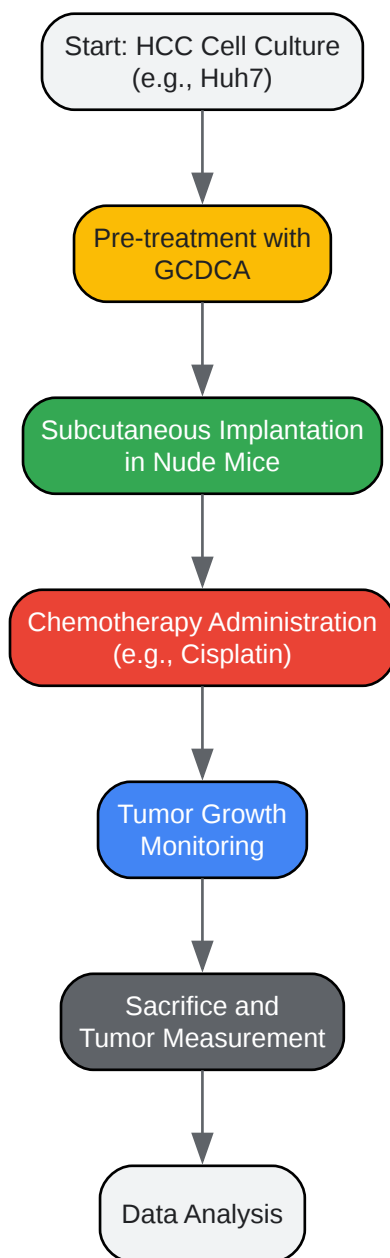 Start: HCC Cell Culture
(e.g., Huh7)
Pre-treatment with
GCDCA
Subcutaneous Implantation
in Nude Mice
Chemotherapy Administration
(e.g., Cisplatin)
Tumor Growth
Monitoring
Sacrifice and
Tumor Measurement
Data Analysis